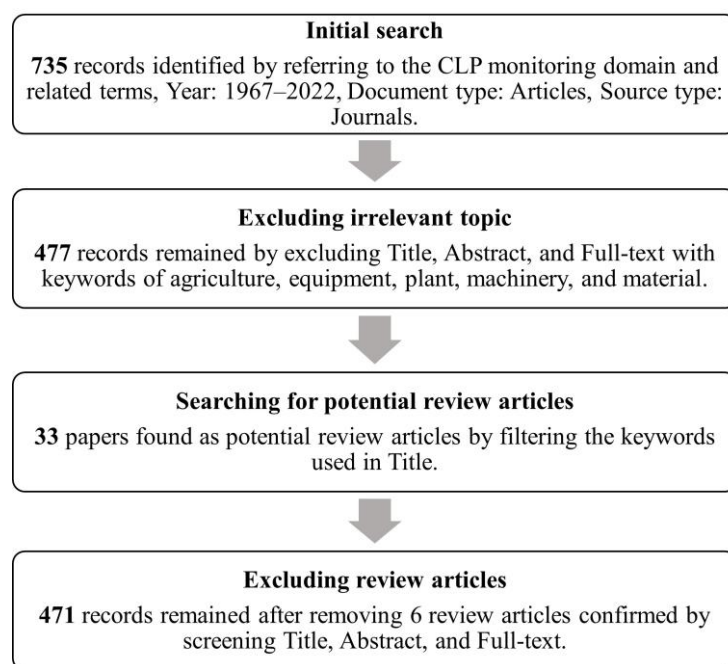 Initial search
735 records identified by referring to the CLP monitoring domain and
related terms, Year: 1967–2022, Document type: Articles, Source type:
Journals.
Excluding irrelevant topic
477 records remained by excluding Title, Abstract, and Full-text with
keywords of agriculture, equipment, plant, machinery, and material.
Searching for potential review articles
33 papers found as potential review articles by filtering the keywords
used in Title.
Excluding review articles
471 records remained after removing 6 review articles confirmed by
screening Title, Abstract, and Full-text.